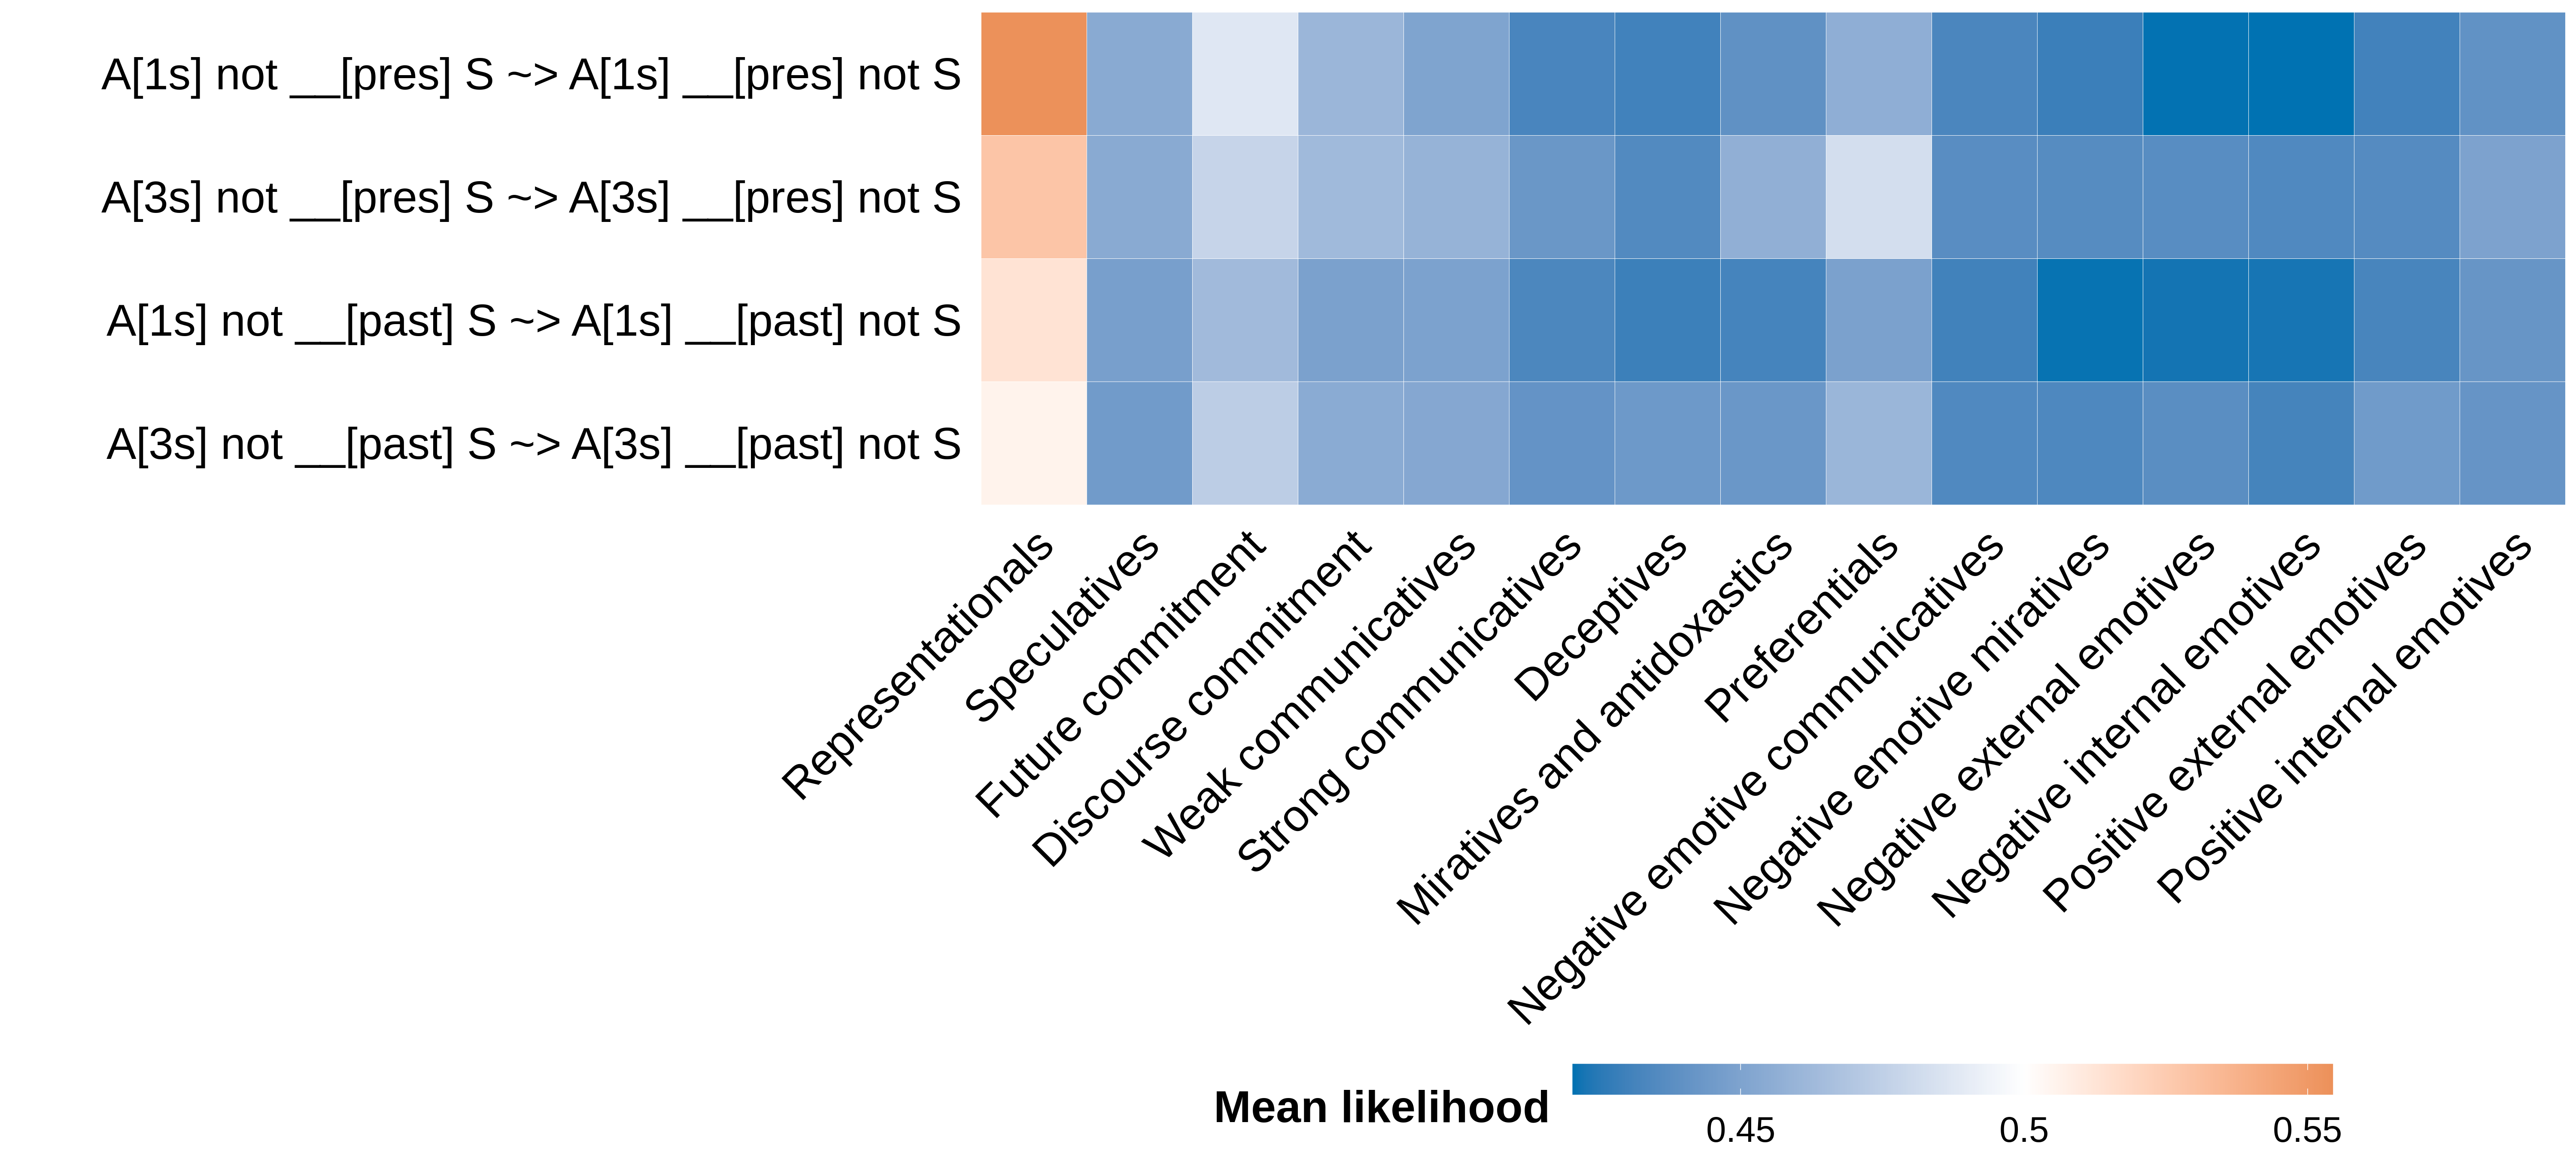 A[1s] not __[pres] S ~> A[1s] __[pres] not S
A[3s] not __[pres] S ~> A[3s] __[pres] not S
A[1s] not __[past] S ~> A[1s] __[past] not S
A[3s] not __[past] S ~> A[3s] __[past] not S
Representationals
Speculatives
Future commitment
Discourse commitment
Weak communicatives
Strong communicatives
Deceptives
Miratives and antidoxastics
Preferentials
Negative emotive communicatives
Negative emotive miratives
Negative external emotives
Negative internal emotives
Positive external emotives
Positive internal emotives
Mean likelihood
0.45
0.5
0.55